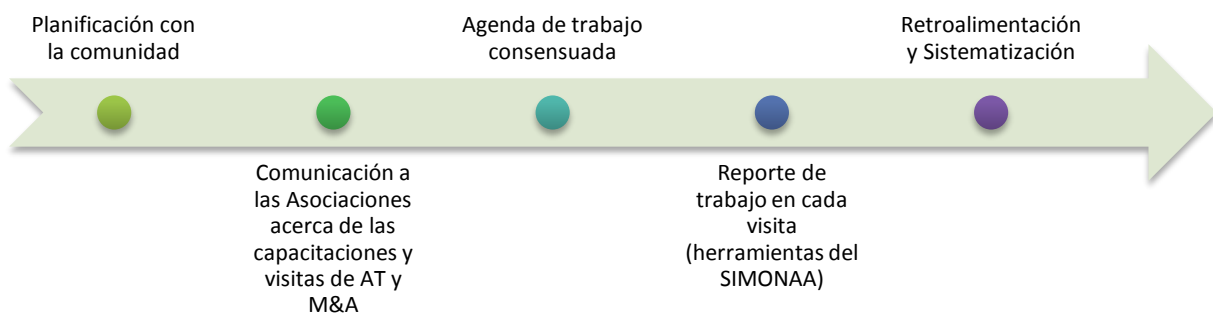 Planificación con
la comunidad
Comunicación a
las Asociaciones
acerca de las
capacitaciones y
visitas de AT y
M&A
Agenda de trabajo
consensuada
Reporte de
trabajo en cada
visita
(herramientas del
SIMONAA)
Retroalimentación
y Sistematización